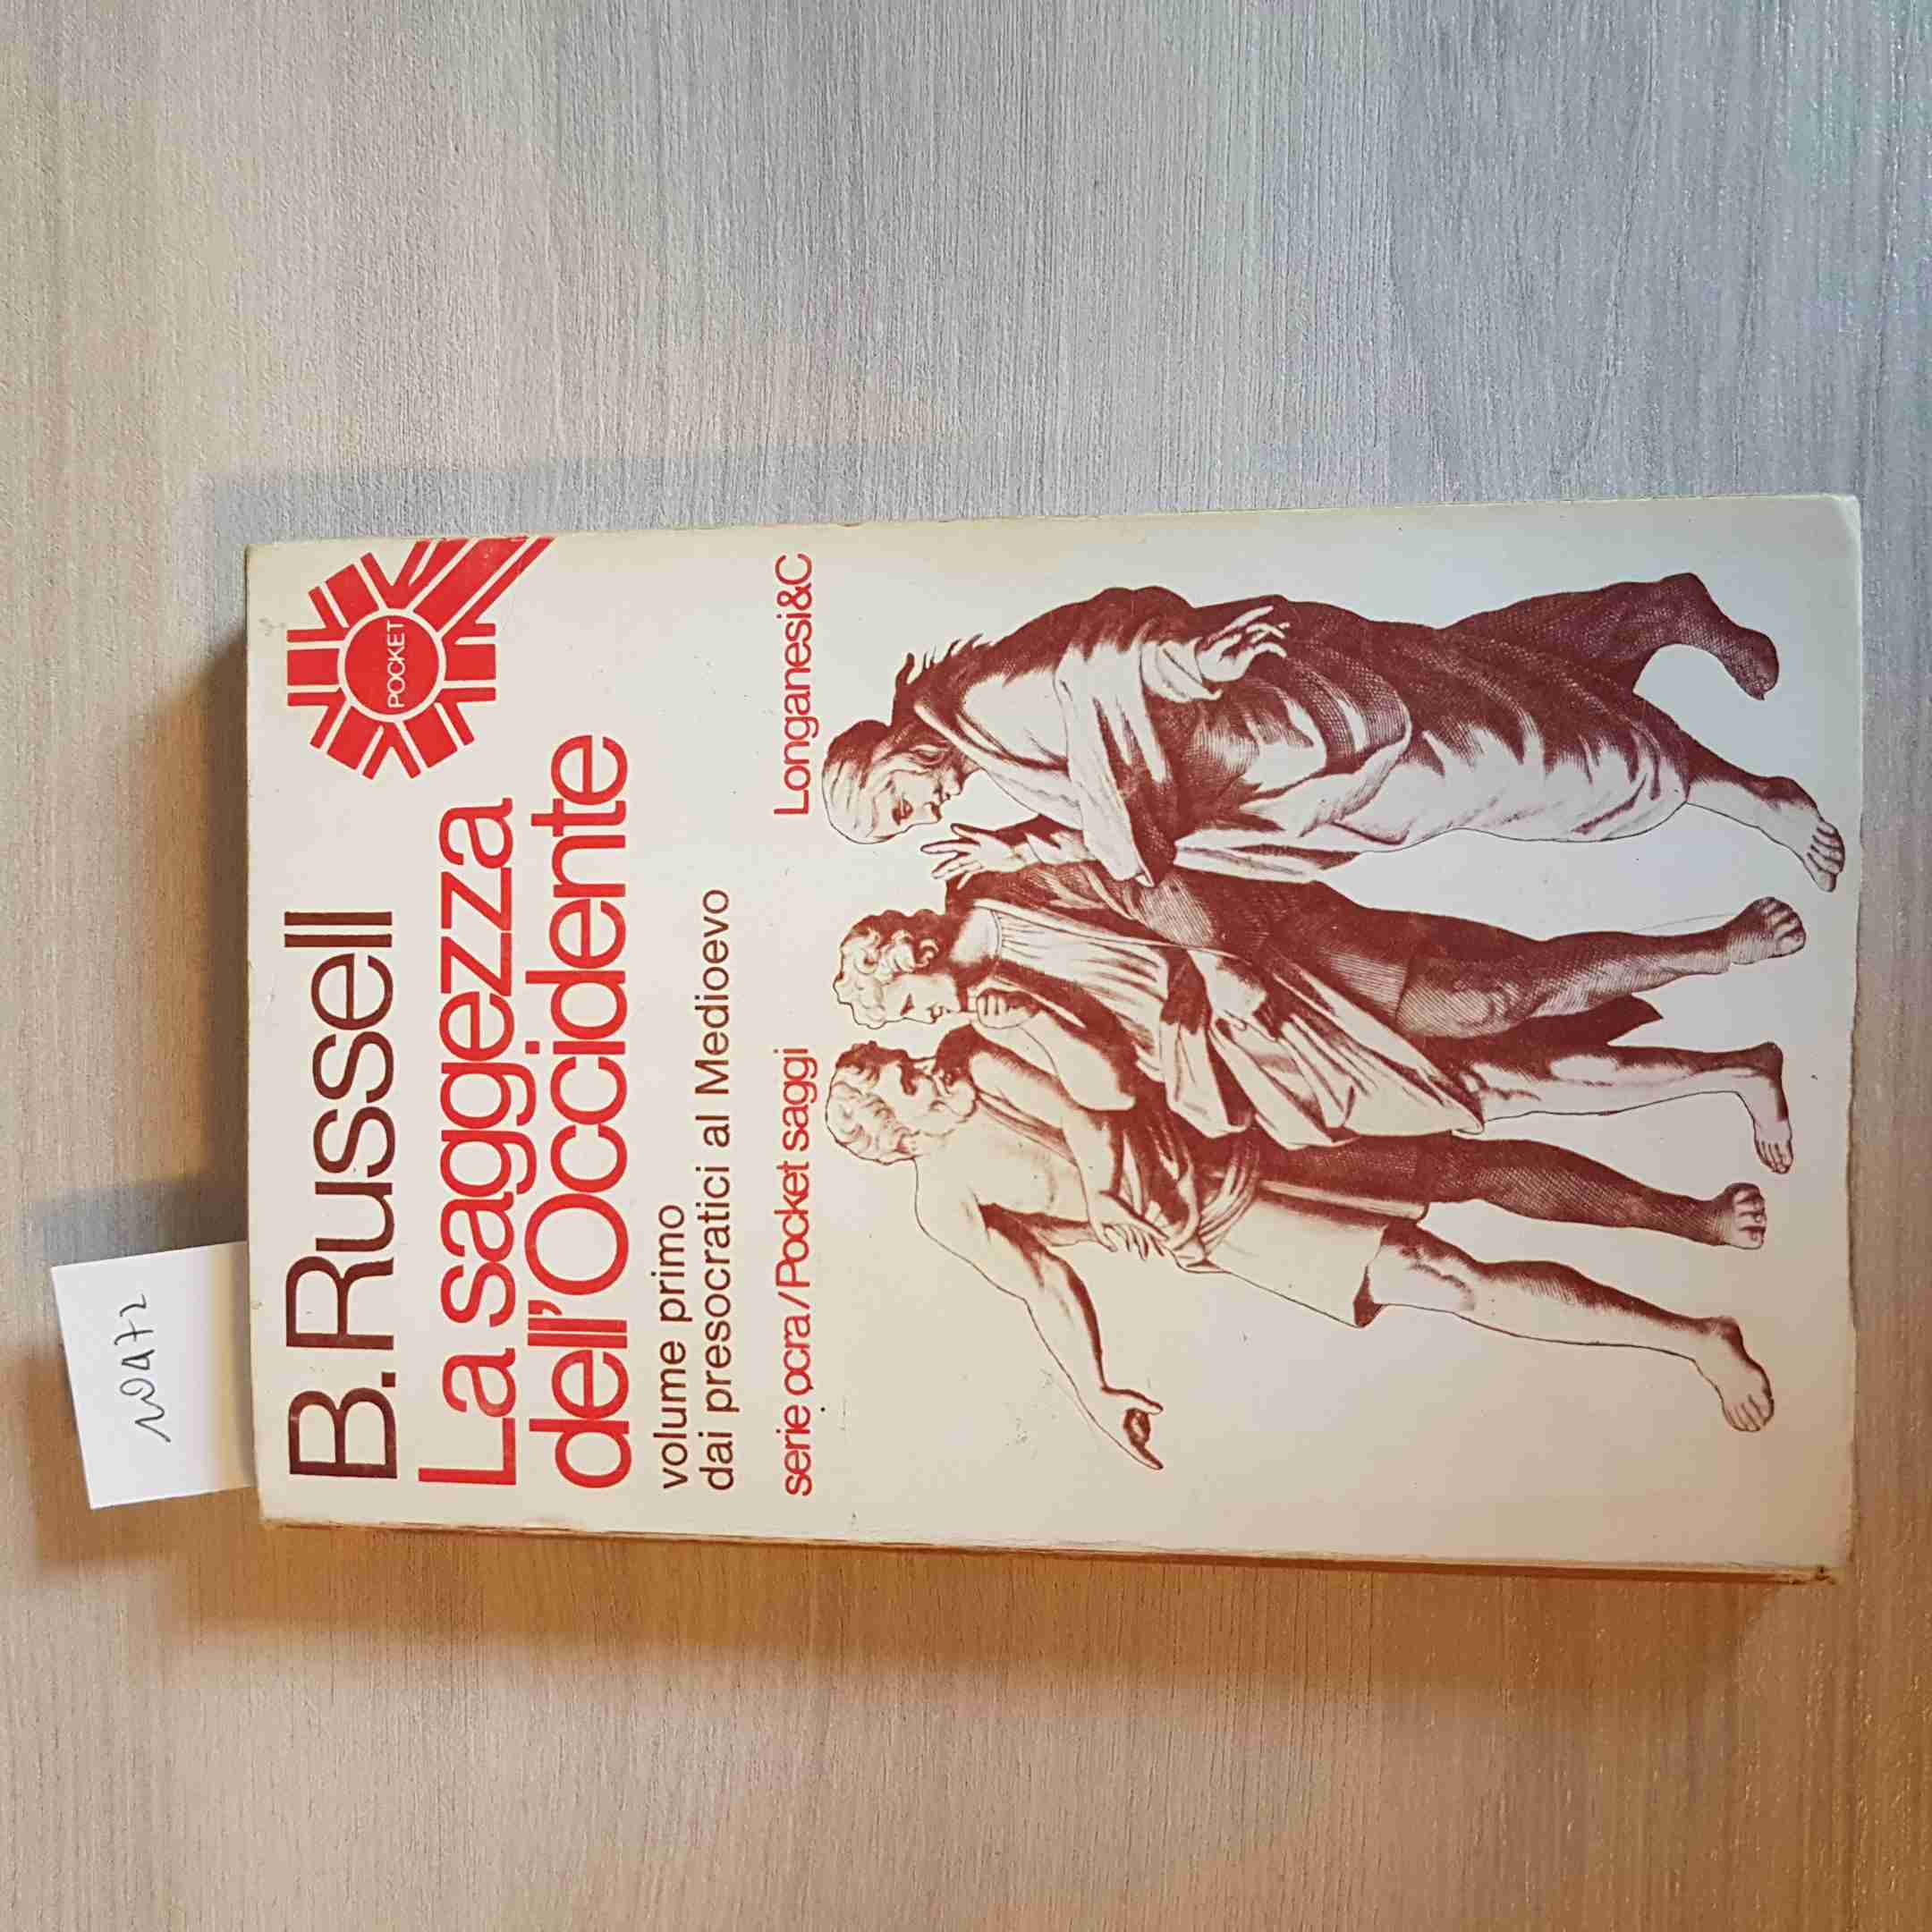 B. Russell
La saggezza
dell'Occidente
volume primo
dai presocratici al Medioevo
serie ocra/Pocket saggi
Longanesi&C
POCKET